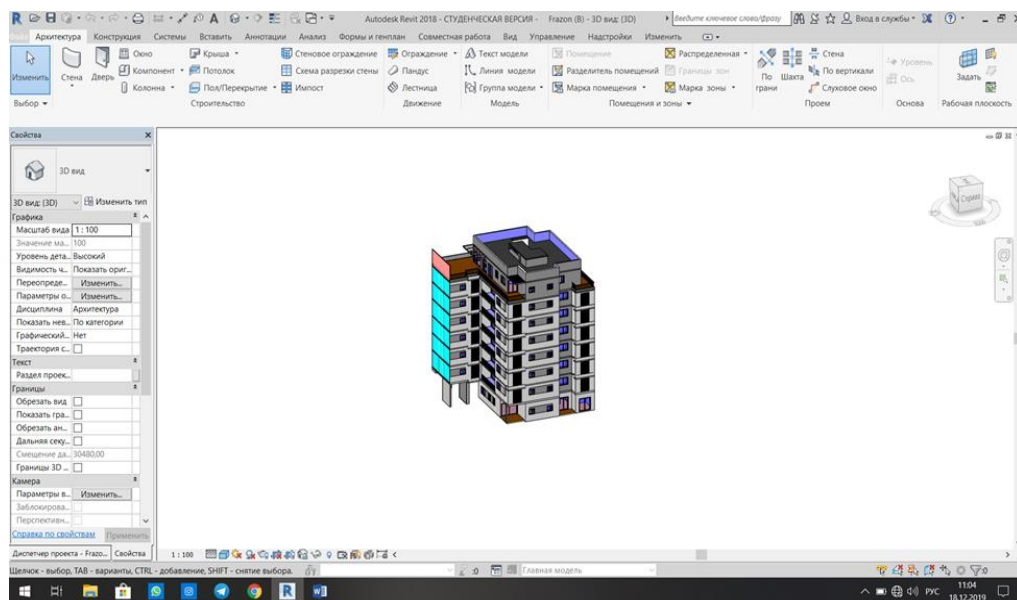 Autodesk Revit 2018 - СТУДЕНЧЕСКАЯ ВЕРСИЯ - Frazon (B) - 3D вид: {3D}
Введите ключевое слово/фразу
Вход в службы
Архитектура Конструкция Системы Вставить Аннотации Анализ Формы и генплан Совместная работа Вид Управление Надстройки Изменить
Изменить
Стена Дверь
Окно
Компонент
Колонна
Крыша
Потолок
Пол/Перекрытие
Стеновое ограждение
Схема разрезки стены
Импост
Ограждение
Пандус
Лестница
Текст модели
Линия модели
Группа модели
Помещение
Разделитель помещений
Марка помещения
Распределенная
Границы зон
Марка зоны
По грани
Шахта
Стена
По вертикали
Слуховое окно
Уровень
Ось
Задать
Выбор Строительство Движение Модель Помещения и зоны Проем Основа Рабочая плоскость
Свойства
3D вид
3D вид: {3D} Изменить тип
Графика
Масштаб вида 1 : 100
Значение ма... 100
Уровень дета... Высокий
Видимость ч... Показать ориг...
Переопреде... Изменить...
Параметры о... Изменить...
Дисциплина Архитектура
Показать нев... По категории
Графический... Нет
Траектория с...
Текст
Раздел проек...
Границы
Обрезать вид
Показать гра...
Обрезать ан...
Дальняя секу...
Смещение да... 30480,00
Границы 3D ...
Камера
Параметры в... Изменить...
Заблокирова...
Перспективн...
Справка по свойствам Применить
Диспетчер проекта - Frazo... Свойства
1 : 100
Щелчок - выбор, TAB - варианты, CTRL - добавление, SHIFT - снятие выбора.
:0
Главная модель
:0
Справа
РУС
11:04
18.12.2019